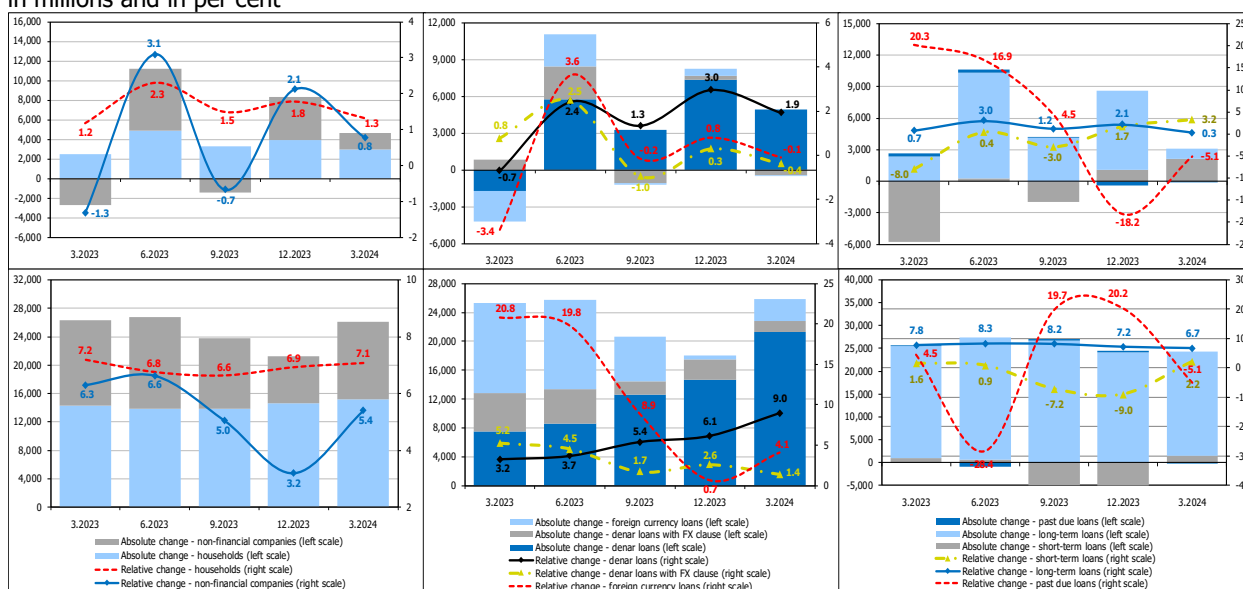 in millions and in per cent
16,000 14,000 12,000 10,000 8,000 6,000 4,000 2,000 0 -2,000 -4,000 -6,000
4 3 2 1 0 -1 -2
1.2 3.1 2.3 1.5 2.1 1.8 1.3 0.8
-1.3 -0.7
3.2023 6.2023 9.2023 12.2023 3.2024
12,000 9,000 6,000 3,000 0 -3,000 -6,000
6 4 2 0 -2 -4
0.8 3.6 2.5 2.4 1.3 3.0 0.8 1.9
-0.7 -0.2 0.3 -0.1
-3.4 -1.0 -0.4
3.2023 6.2023 9.2023 12.2023 3.2024
15,000 12,000 9,000 6,000 3,000 0 -3,000 -6,000
20.3 16.9 4.5
0.7 3.0 1.2 2.1 3.2
-8.0 0.4 -3.0 1.7 0.3
-18.2 -5.1
3.2023 6.2023 9.2023 12.2023 3.2024
32,000 28,000 24,000 20,000 16,000 12,000 8,000 4,000 0
10 8 6 4 2
7.2 6.8 6.6 6.9 7.1
6.3 6.6 5.0 3.2 5.4
3.2023 6.2023 9.2023 12.2023 3.2024
Absolute change - non-financial companies (left scale)
Absolute change - households (left scale)
Relative change - households (right scale)
Relative change - non-financial companies (right scale)
28,000 24,000 20,000 16,000 12,000 8,000 4,000 0
25 20 15 10 5 0
20.8 19.8 8.9
5.2 4.5 5.4 6.1 9.0
3.2 3.7 1.7 2.6 4.1
0.7 1.4
3.2023 6.2023 9.2023 12.2023 3.2024
Absolute change - foreign currency loans (left scale)
Absolute change - denar loans with FX clause (left scale)
Absolute change - denar loans (left scale)
Relative change - denar loans (right scale)
Relative change - denar loans with FX clause (right scale)
Relative change - foreign currency loans (right scale)
40,000 35,000 30,000 25,000 20,000 15,000 10,000 5,000 0 -5,000
7.8 8.3 19.7 20.2
4.5 8.2 7.2 6.7
1.6 0.9 -7.2 -9.0 -5.1
2.2
3.2023 6.2023 9.2023 12.2023 3.2024
Absolute change - past due loans (left scale)
Absolute change - long-term loans (left scale)
Absolute change - short-term loans (left scale)
Relative change - short-term loans (right scale)
Relative change - long-term loans (right scale)
Relative change - past due loans (right scale)